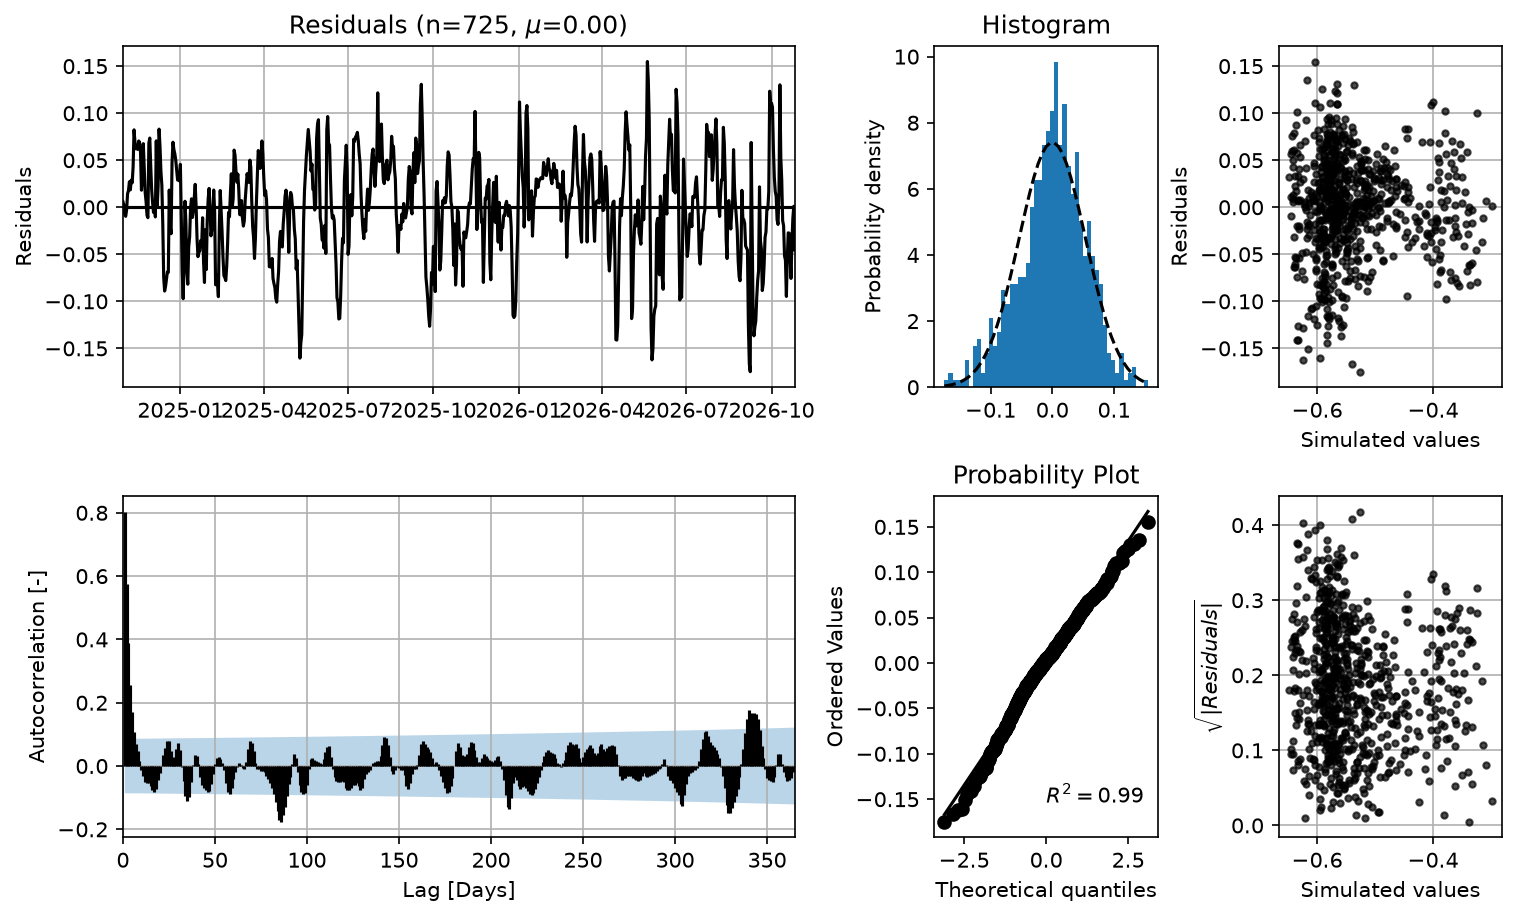 Residuals (n=725, μ=0.00)
Residuals
0.15
0.10
0.05
0.00
−0.05
−0.10
−0.15
2025-01 2025-04 2025-07 2025-10 2026-01 2026-04 2026-07 2026-10
Histogram
Probability density
10
8
6
4
2
0
−0.1 0.0 0.1
Residuals
0.15
0.10
0.05
0.00
−0.05
−0.10
−0.15
−0.6 −0.4
Simulated values
Autocorrelation [-]
0.8
0.6
0.4
0.2
0.0
−0.2
0 50 100 150 200 250 300 350
Lag [Days]
Probability Plot
Ordered Values
0.15
0.10
0.05
0.00
−0.05
−0.10
−0.15
R² = 0.99
−2.5 0.0 2.5
Theoretical quantiles
√|Residuals|
0.4
0.3
0.2
0.1
0.0
−0.6 −0.4
Simulated values